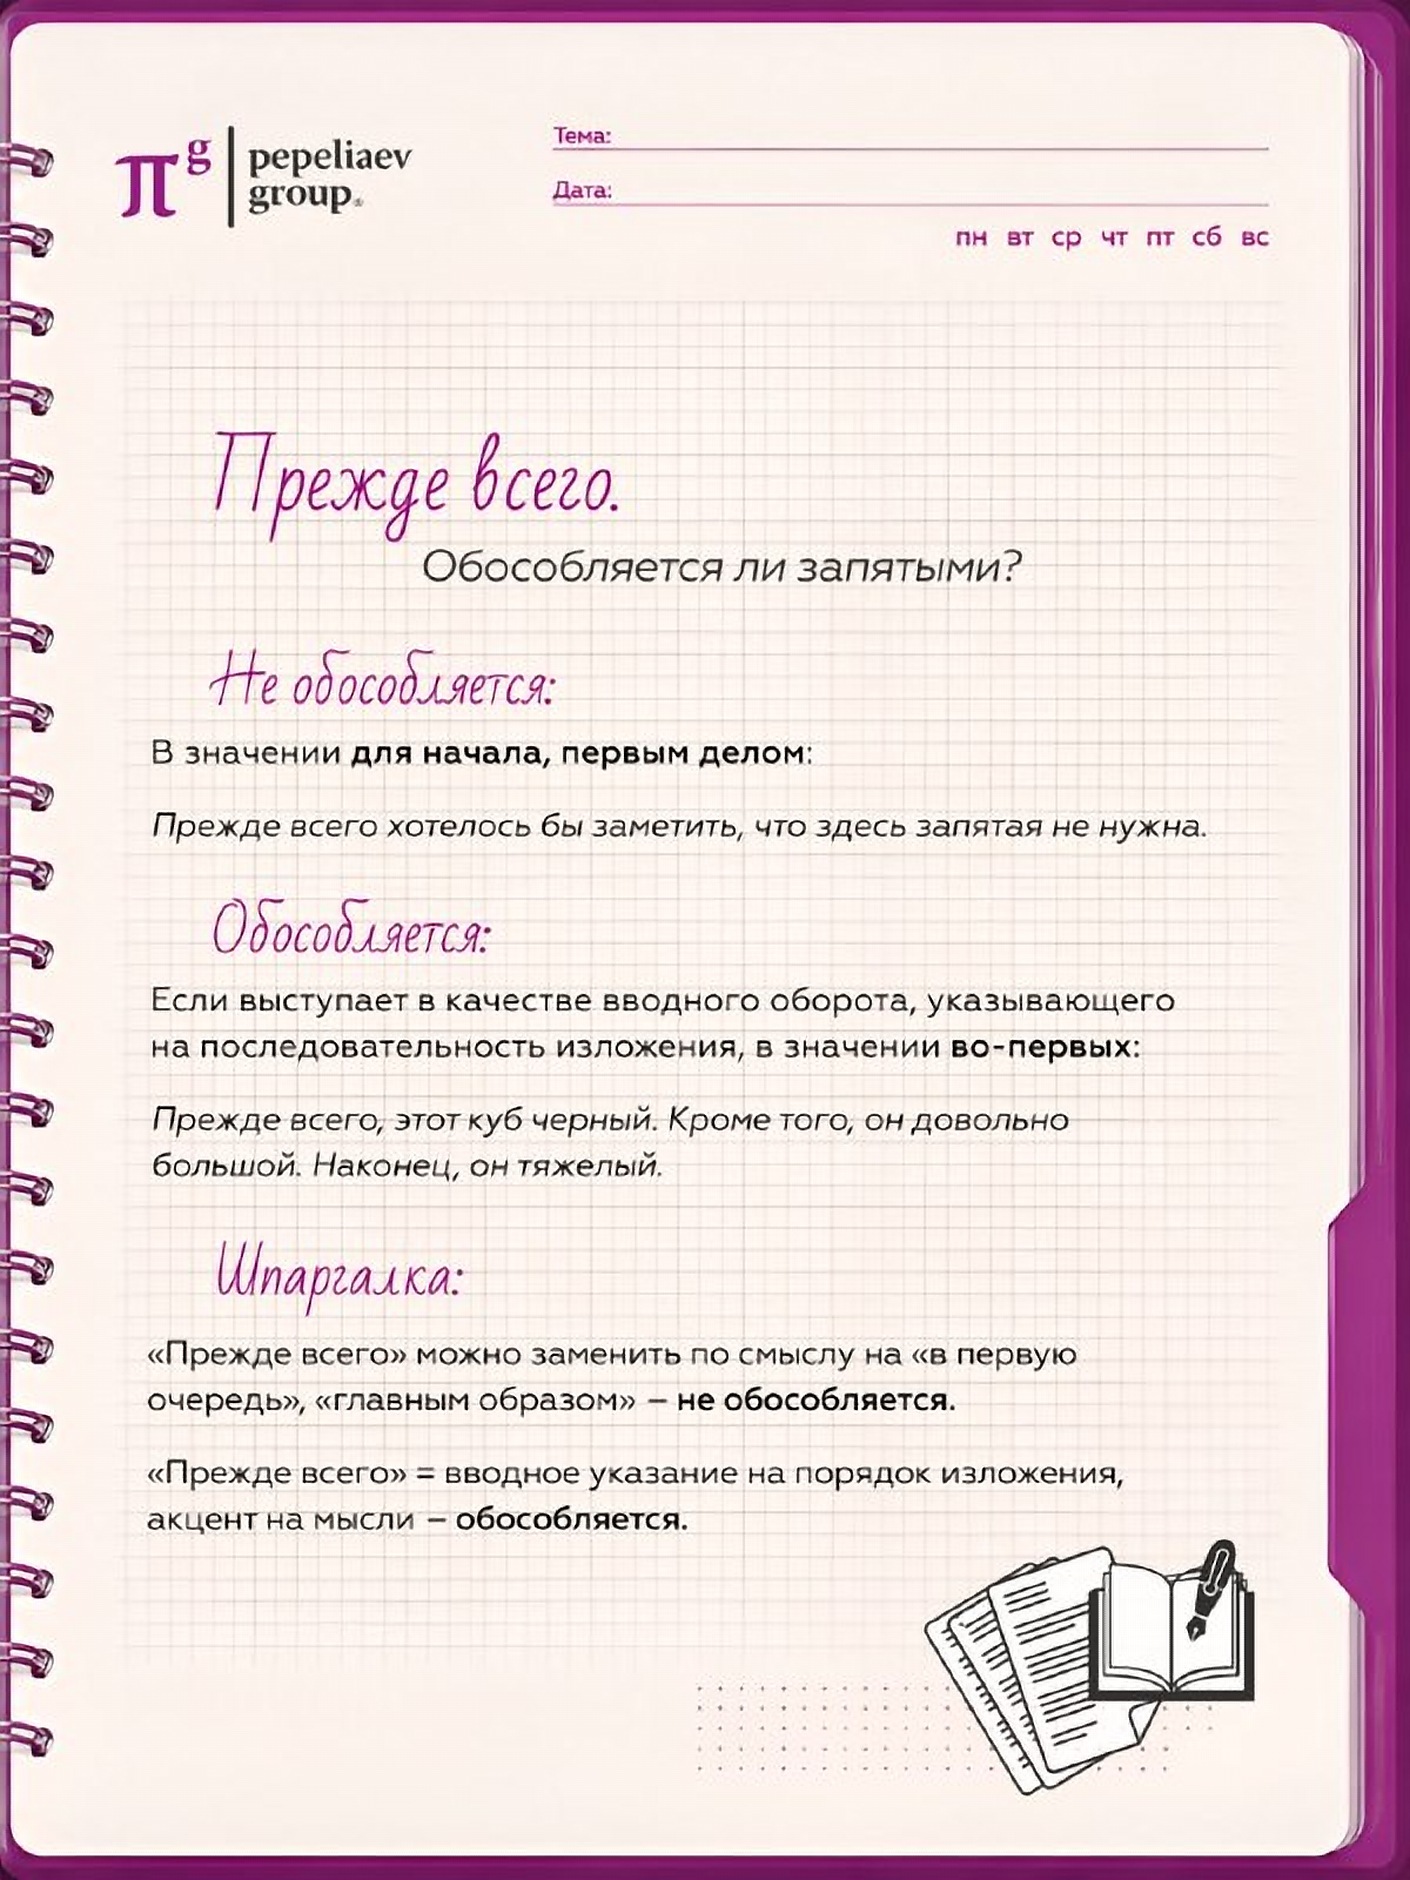 πg | pepeliaev group®
Тема:
Дата:
пн вт ср чт пт сб вс
Прежде всего.
Обособляется ли запятыми?
Не обособляется:
В значении для начала, первым делом:
Прежде всего хотелось бы заметить, что здесь запятая не нужна.
Обособляется:
Если выступает в качестве вводного оборота, указывающего
на последовательность изложения, в значении во-первых:
Прежде всего, этот куб черный. Кроме того, он довольно
большой. Наконец, он тяжелый.
Шпаргалка:
«Прежде всего» можно заменить по смыслу на «в первую
очередь», «главным образом» – не обособляется.
«Прежде всего» = вводное указание на порядок изложения,
акцент на мысли – обособляется.